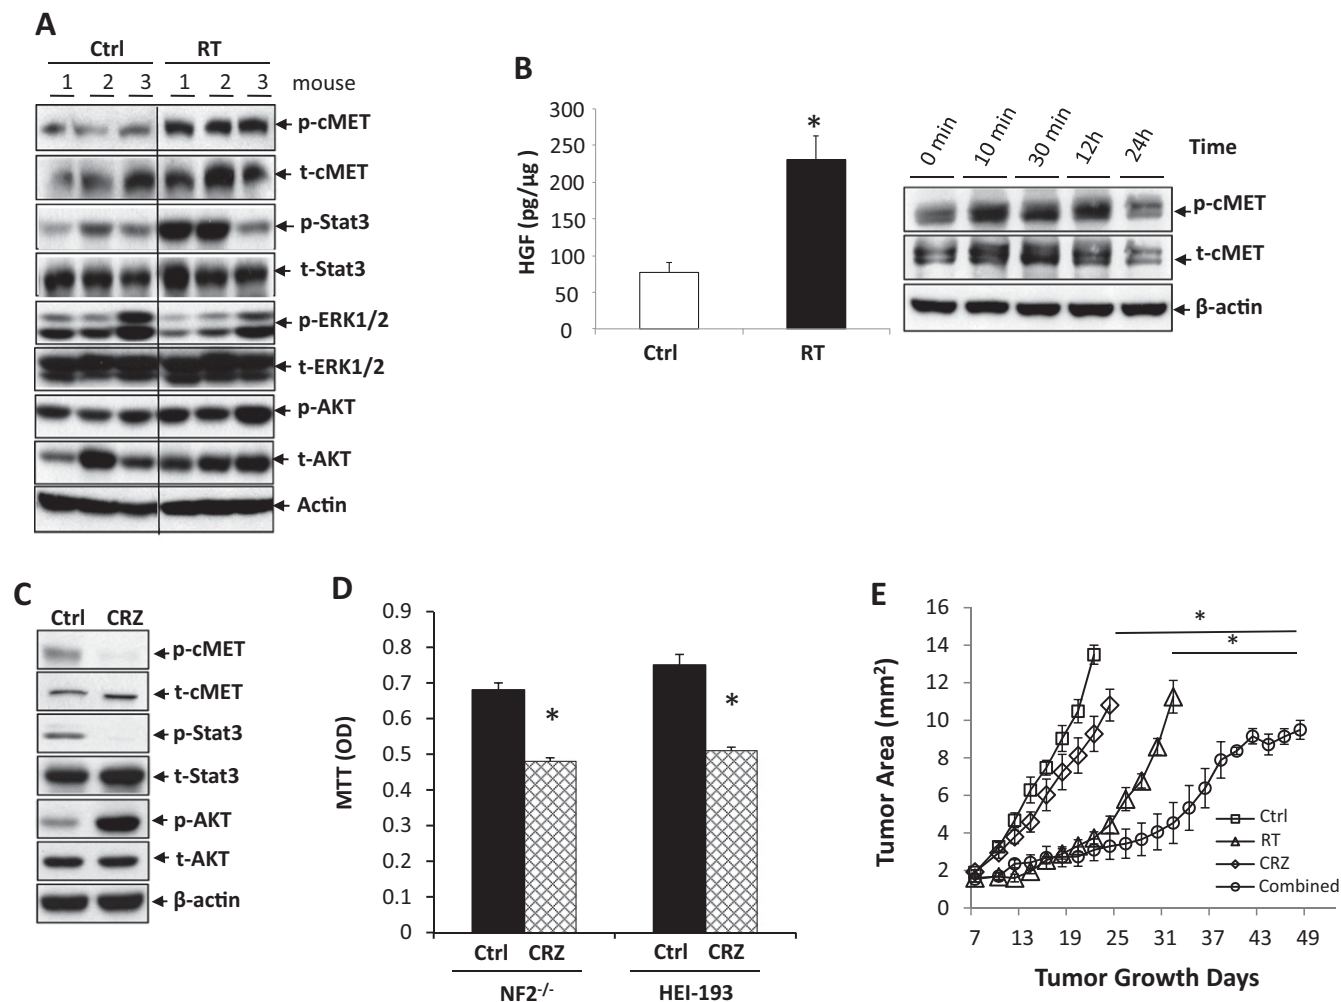 A
Ctrl RT
1 2 3 1 2 3 mouse
p-cMET
t-cMET
p-Stat3
t-Stat3
p-ERK1/2
t-ERK1/2
p-AKT
t-AKT
Actin
B
HGF (pg/µg )
300
250
200
150
100
50
0
*
Ctrl RT
0 min 10 min 30 min 12h 24h Time
p-cMET
t-cMET
β-actin
C
Ctrl CRZ
p-cMET
t-cMET
p-Stat3
t-Stat3
p-AKT
t-AKT
β-actin
D
MTT (OD)
0.9
0.8
0.7
0.6
0.5
0.4
0.3
0.2
0.1
0
* *
Ctrl CRZ Ctrl CRZ
NF2-/- HEI-193
E
Tumor Area (mm2)
16
14
12
10
8
6
4
2
0
*
*
Ctrl
RT
CRZ
Combined
7 13 19 25 31 37 43 49
Tumor Growth Days